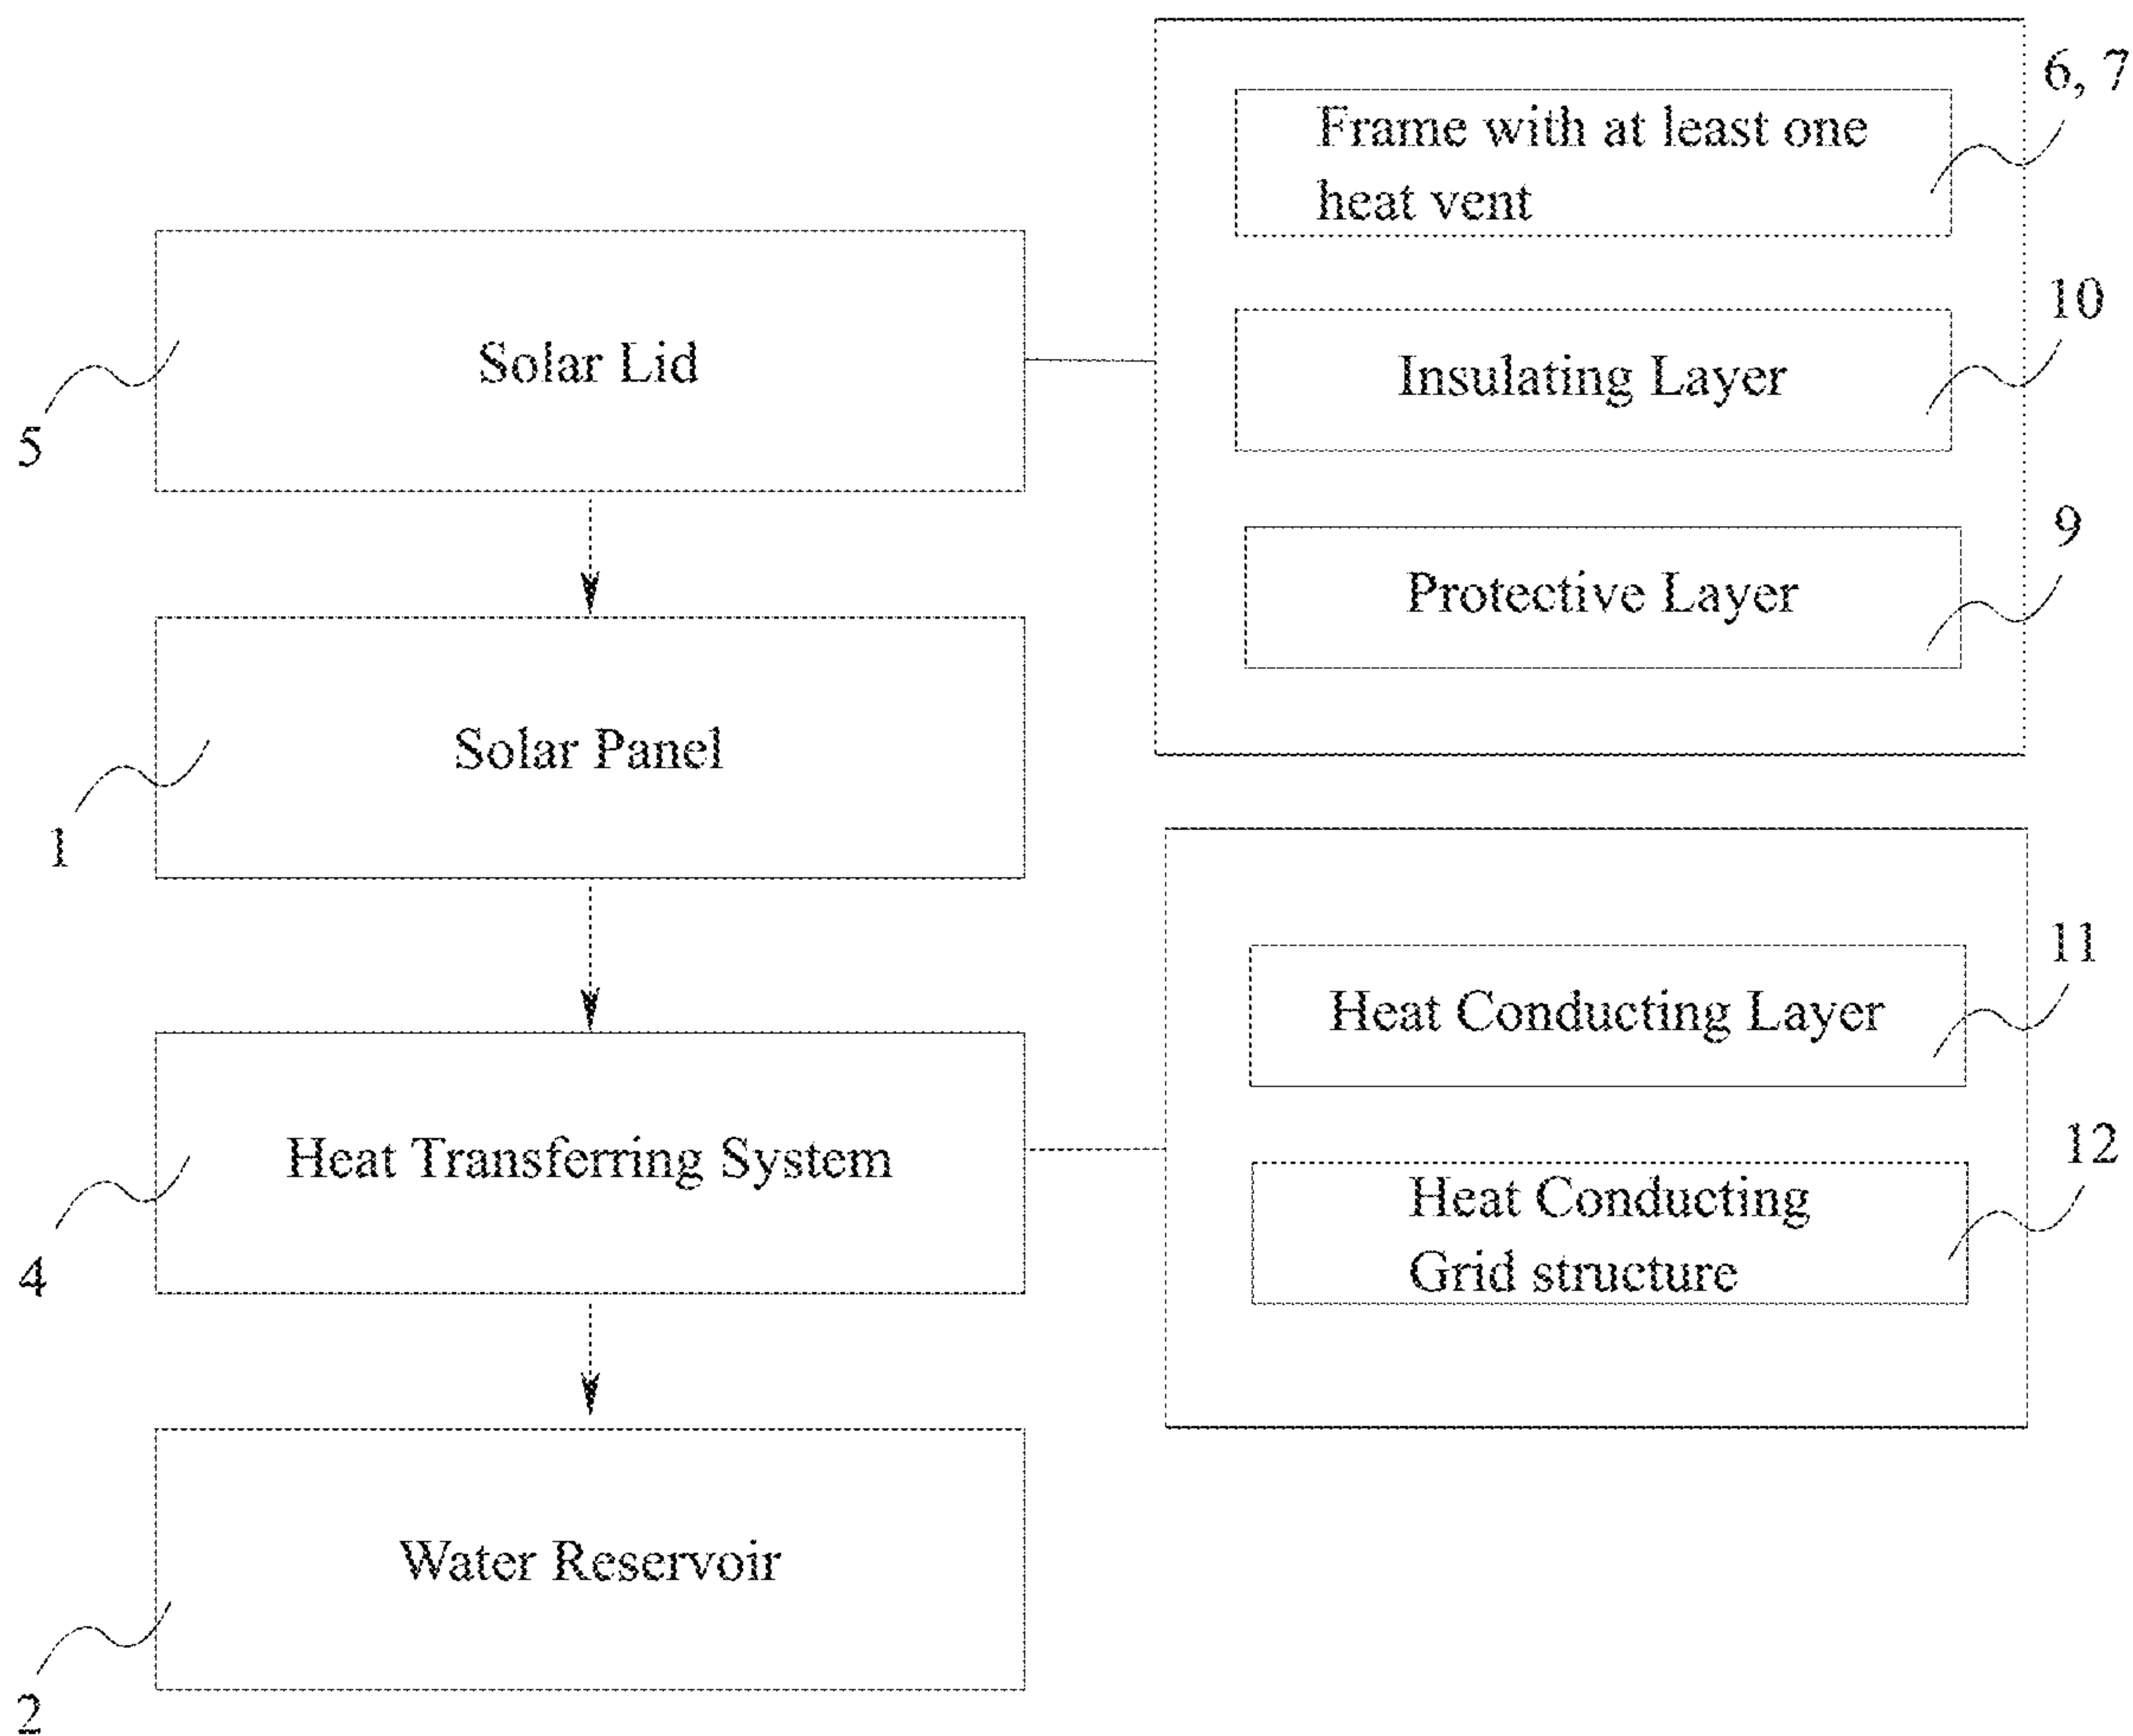 6, 7
Frame with at least one
heat vent
10
Solar Lid
Insulating Layer
5
9
Protective Layer
Solar Panel
1
11
Heat Conducting Layer
12
Heat Transferring System
Heat Conducting
Grid structure
4
Water Reservoir
2